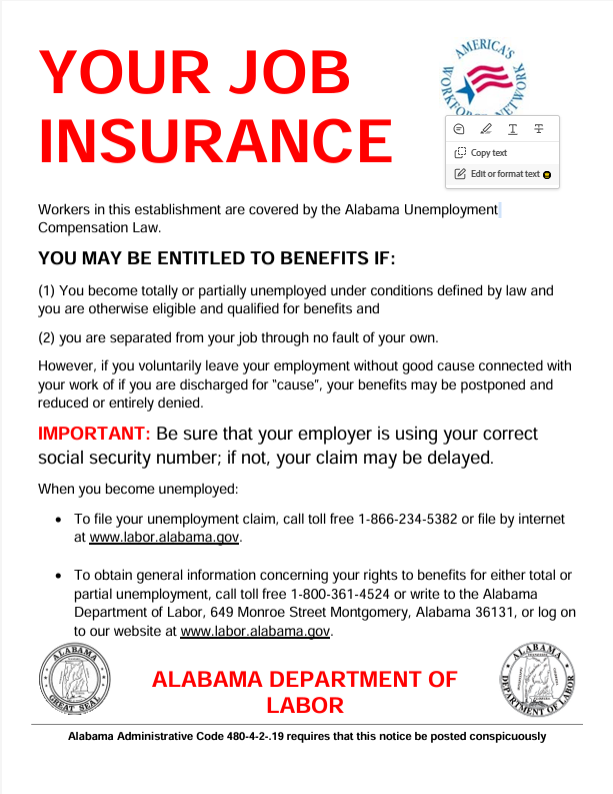 YOUR JOB
INSURANCE
AMERICA'S
WORKFORCE NETWORK
Copy text
Edit or format text
Workers in this establishment are covered by the Alabama Unemployment
Compensation Law.
YOU MAY BE ENTITLED TO BENEFITS IF:
(1) You become totally or partially unemployed under conditions defined by law and
you are otherwise eligible and qualified for benefits and
(2) you are separated from your job through no fault of your own.
However, if you voluntarily leave your employment without good cause connected with
your work of if you are discharged for “cause”, your benefits may be postponed and
reduced or entirely denied.
IMPORTANT: Be sure that your employer is using your correct
social security number; if not, your claim may be delayed.
When you become unemployed:
• To file your unemployment claim, call toll free 1-866-234-5382 or file by internet
at www.labor.alabama.gov.
• To obtain general information concerning your rights to benefits for either total or
partial unemployment, call toll free 1-800-361-4524 or write to the Alabama
Department of Labor, 649 Monroe Street Montgomery, Alabama 36131, or log on
to our website at www.labor.alabama.gov.
ALABAMA
GREAT SEAL
ALABAMA DEPARTMENT OF
LABOR
ALABAMA
DEPARTMENT OF LABOR
Alabama Administrative Code 480-4-2-.19 requires that this notice be posted conspicuously